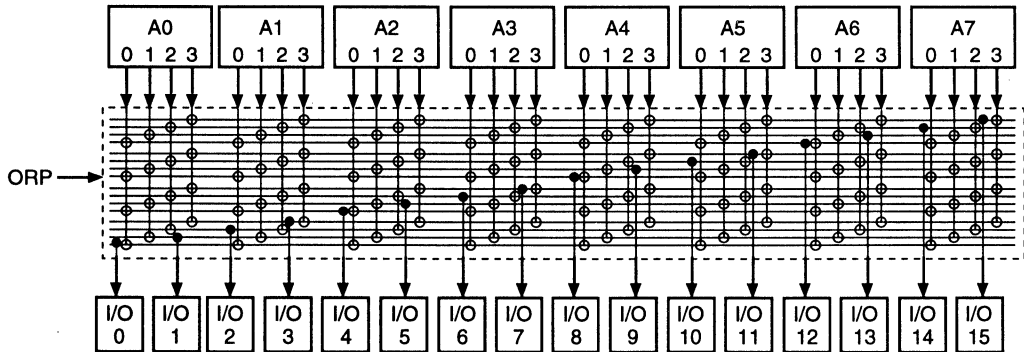 A0 A1 A2 A3 A4 A5 A6 A7
0 1 2 3 0 1 2 3 0 1 2 3 0 1 2 3 0 1 2 3 0 1 2 3 0 1 2 3 0 1 2 3
ORP
I/O I/O I/O I/O I/O I/O I/O I/O I/O I/O I/O I/O I/O I/O I/O I/O
0 1 2 3 4 5 6 7 8 9 10 11 12 13 14 15